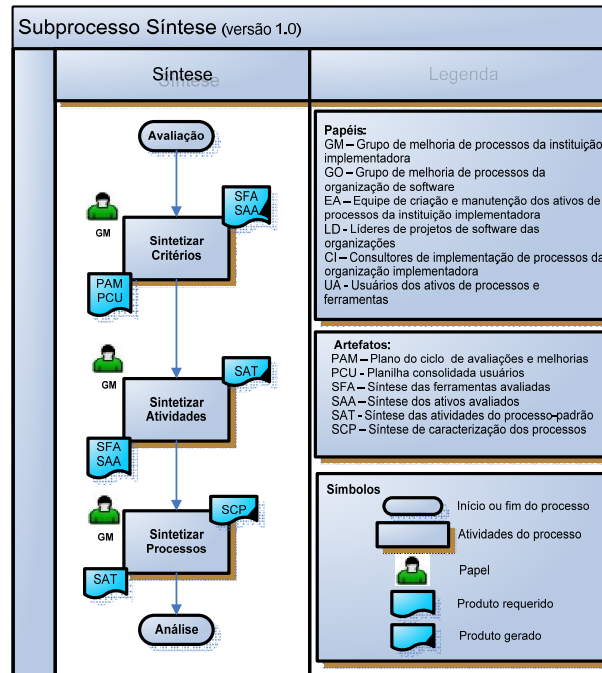 Subprocesso Síntese (versão 1.0)
Síntese
Avaliação
GM
SFA
SAA
Sintetizar
Critérios
PAM
PCU
GM
SAT
Sintetizar
Atividades
SFA
SAA
GM
SCP
Sintetizar
Processos
SAT
Análise
Legenda
Papéis:
GM – Grupo de melhoria de processos da instituição
implementadora
GO – Grupo de melhoria de processos da
organização de software
EA – Equipe de criação e manutenção dos ativos de
processos da instituição implementadora
LD - Líderes de projetos de software das
organizações
CI – Consultores de implementação de processos da
organização implementadora
UA - Usuários dos ativos de processos e
ferramentas
Artefatos:
PAM – Plano do ciclo de avaliações e melhorias
PCU - Planilha consolidada usuários
SFA – Síntese das ferramentas avaliadas
SAA – Síntese dos ativos avaliados
SAT - Síntese das atividades do processo-padrão
SCP – Síntese de caracterização dos processos
Símbolos
Início ou fim do processo
Atividades do processo
Papel
Produto requerido
Produto gerado